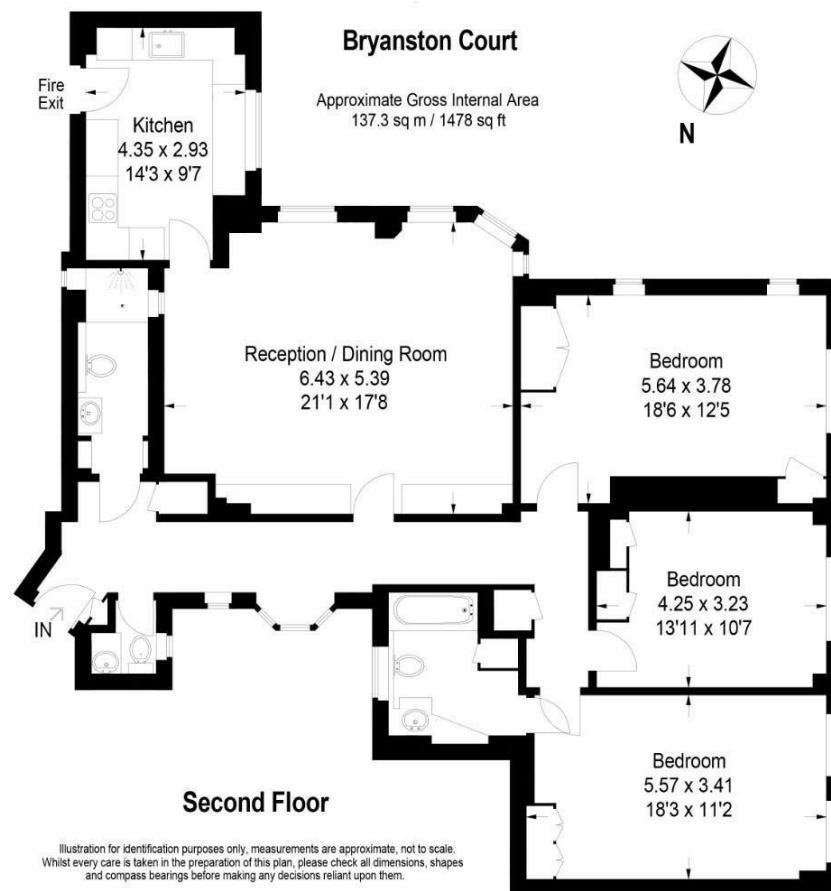 Bryanston Court
Approximate Gross Internal Area
137.3 sq m / 1478 sq ft
N
Fire
Exit
Kitchen
4.35 x 2.93
14'3 x 9'7
Reception / Dining Room
6.43 x 5.39
21'1 x 17'8
Bedroom
5.64 x 3.78
18'6 x 12'5
Bedroom
4.25 x 3.23
13'11 x 10'7
IN
Bedroom
5.57 x 3.41
18'3 x 11'2
Second Floor
Illustration for identification purposes only, measurements are approximate, not to scale.
Whilst every care is taken in the preparation of this plan, please check all dimensions, shapes
and compass bearings before making any decisions reliant upon them.